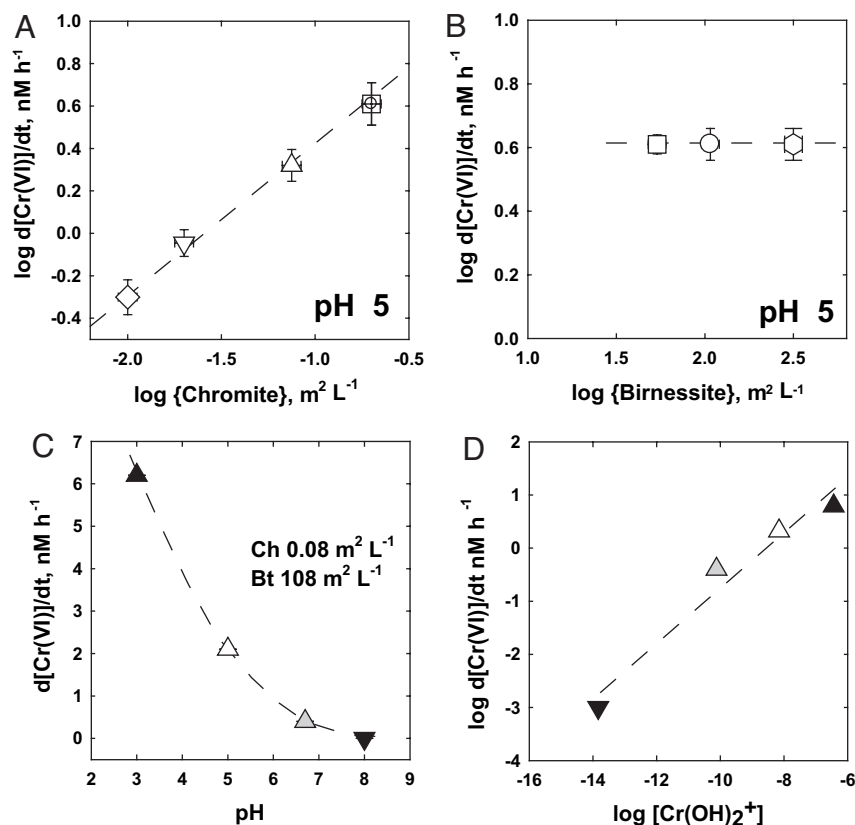 A
log d[Cr(VI)]/dt, nM h⁻¹
1.0
0.8
0.6
0.4
0.2
0.0
-0.2
-0.4
-2.0 -1.5 -1.0 -0.5
log {Chromite}, m² L⁻¹
pH 5
B
log d[Cr(VI)]/dt, nM h⁻¹
1.0
0.8
0.6
0.4
0.2
0.0
1.0 1.5 2.0 2.5
log {Birnessite}, m² L⁻¹
pH 5
C
d[Cr(VI)]/dt, nM h⁻¹
7
6
5
4
3
2
1
0
Ch 0.08 m² L⁻¹
Bt 108 m² L⁻¹
2 3 4 5 6 7 8 9
pH
D
log d[Cr(VI)]/dt nM h⁻¹
2
1
0
-1
-2
-3
-4
-16 -14 -12 -10 -8 -6
log [Cr(OH)₂⁺]